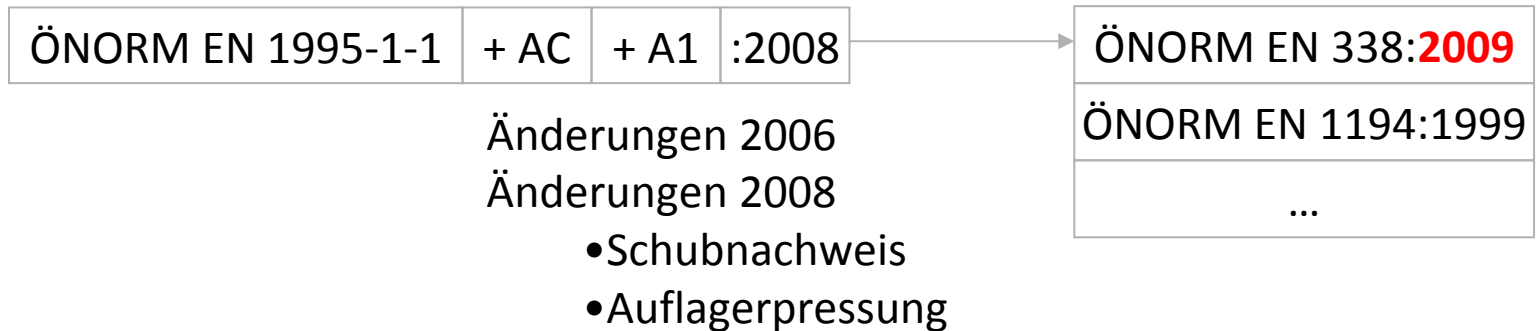 ÖNORM EN 1995-1-1 + AC + A1 :2008
Änderungen 2006
Änderungen 2008
•Schubnachweis
•Auflagerpressung
ÖNORM EN 338:2009
ÖNORM EN 1194:1999
…